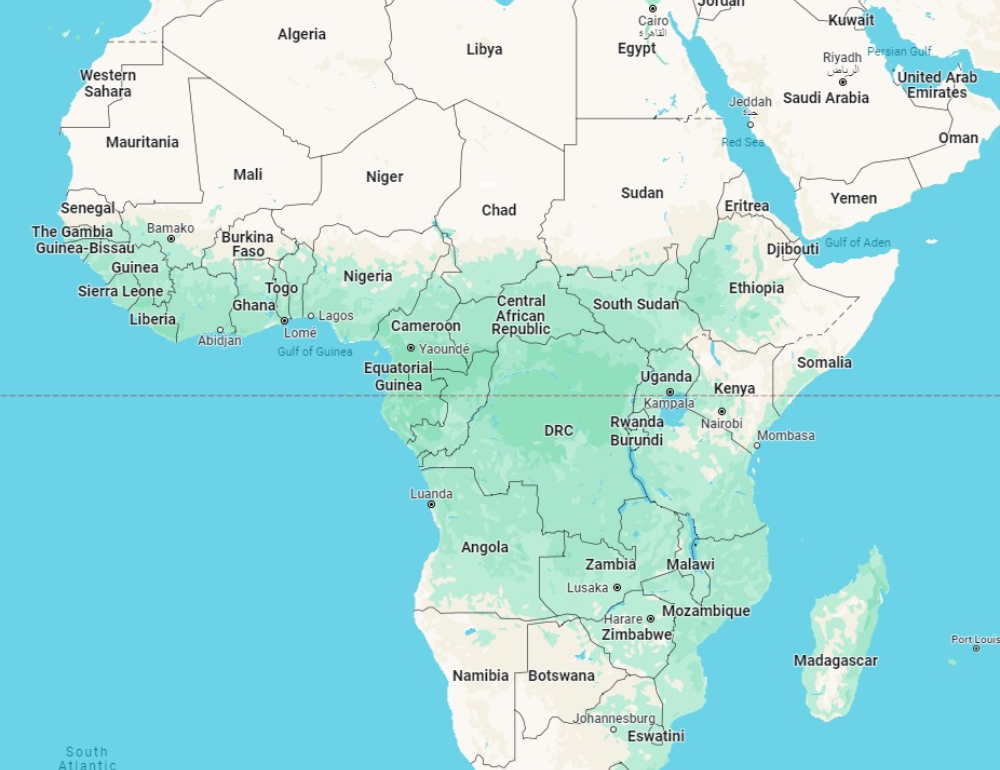 Jordan
Cairo
القاهرة
Kuwait
Algeria
Libya
Egypt
Persian Gulf
Riyadh
الرياض
Western
Sahara
United Arab
Emirates
Saudi Arabia
Jeddah
جدة
Mauritania
Red Sea
Oman
Mali
Niger
Sudan
Yemen
Senegal
Chad
Eritrea
The Gambia
Guinea-Bissau
Bamako
Burkina
Faso
Djibouti
Gulf of Aden
Guinea
Nigeria
Sierra Leone
Togo
Ethiopia
Ghana
Central
African
Republic
South Sudan
Liberia
Lagos
Lomé
Cameroon
Abidjan
Gulf of Guinea
Yaoundé
Equatorial
Guinea
Somalia
Uganda
Kenya
Kampala
Rwanda
Burundi
Nairobi
DRC
Mombasa
Luanda
Angola
Zambia
Malawi
Lusaka
Harare
Mozambique
Zimbabwe
Port Louis
Madagascar
Namibia
Botswana
Johannesburg
Eswatini
South
Atlantic